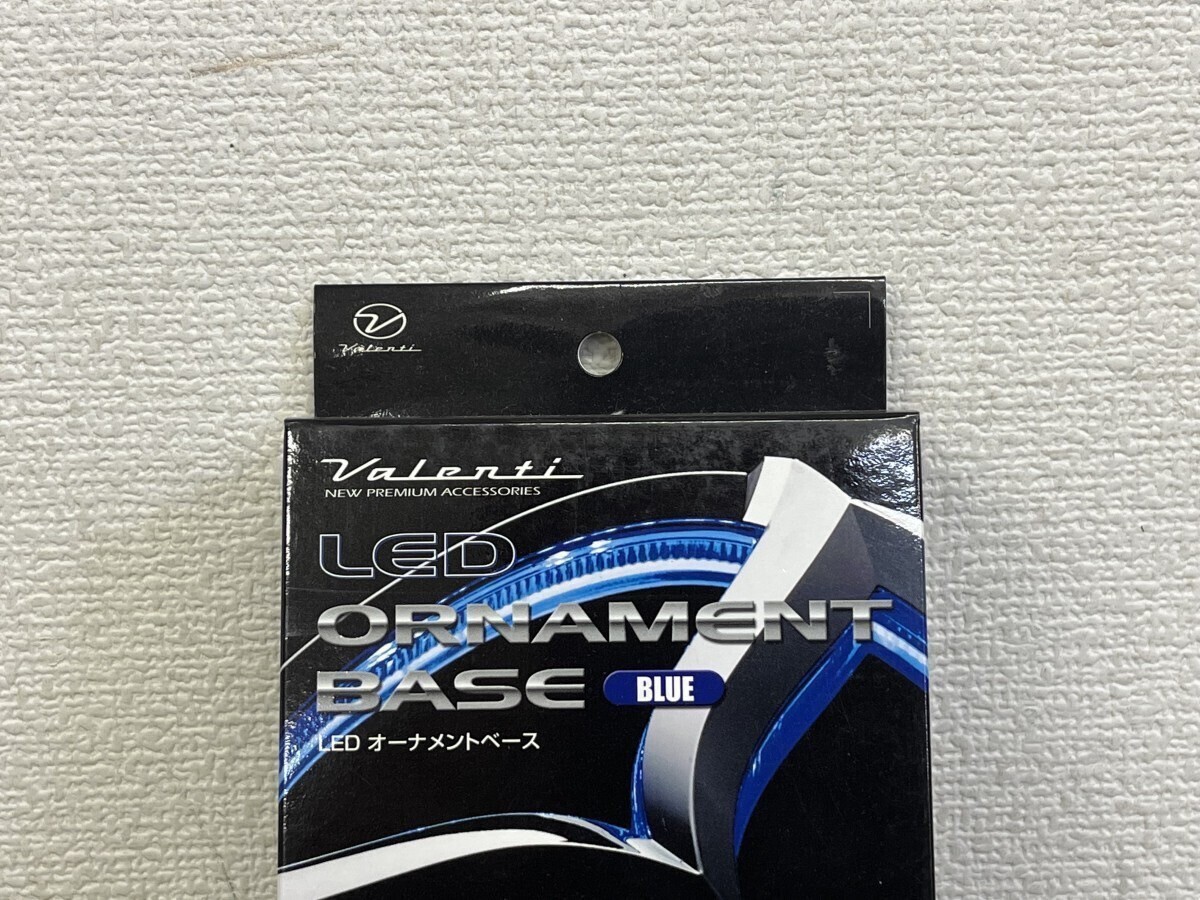 Valenti
Valenti
NEW PREMIUM ACCESSORIES
LED
ORNAMENT
BASE BLUE
LED オーナメントベース